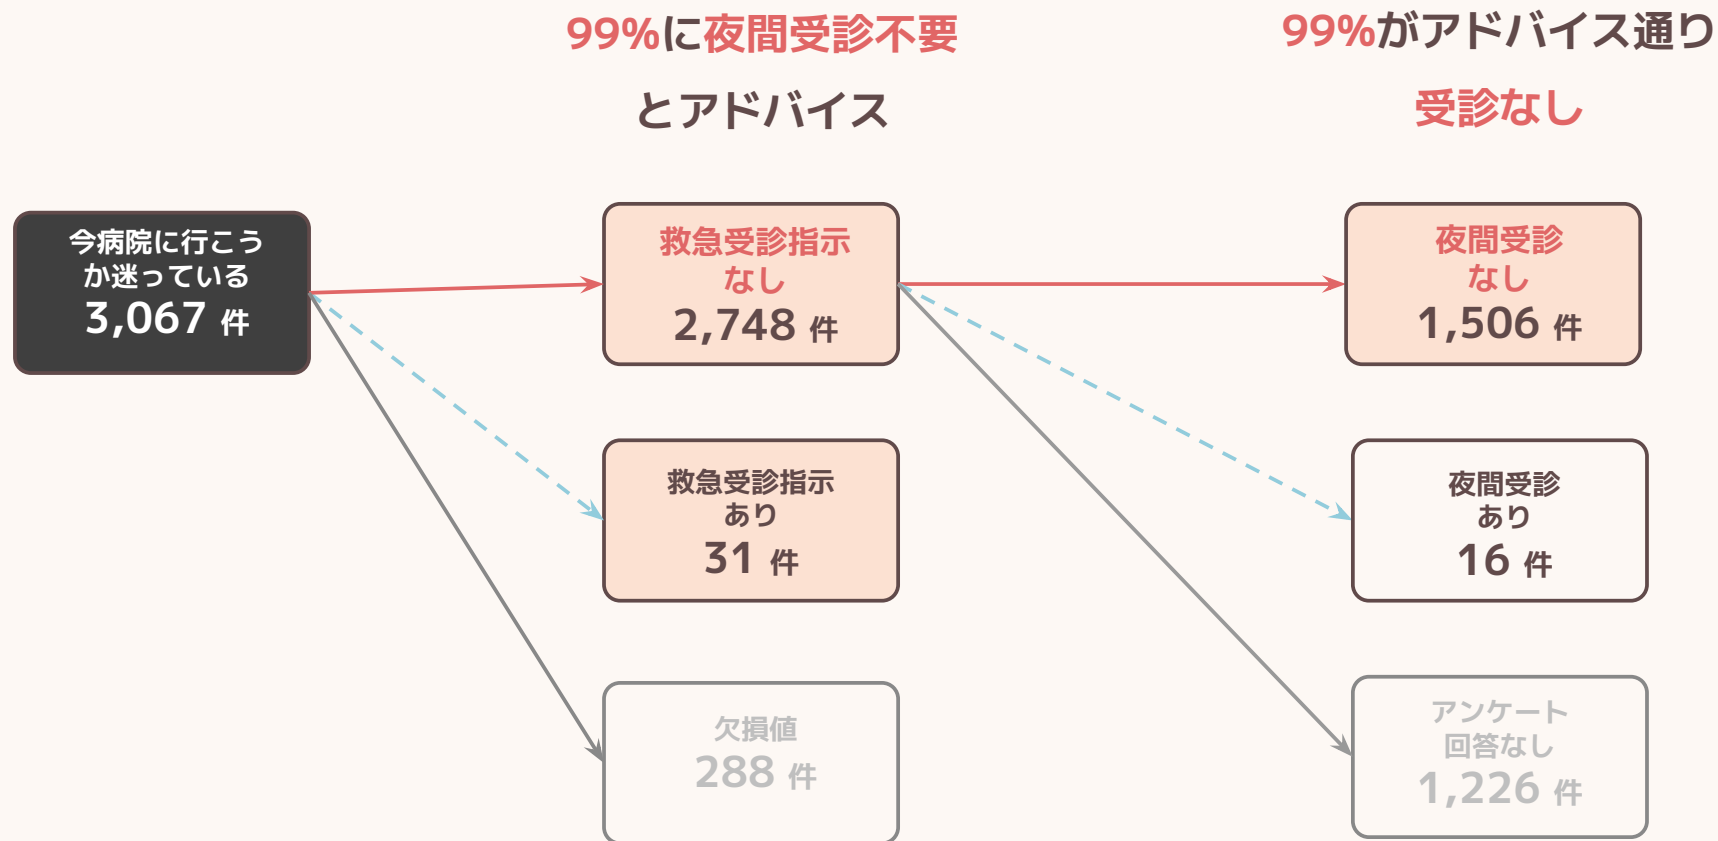 99%に夜間受診不要
とアドバイス
99%がアドバイス通り
受診なし
今病院に行こう
か迷っている
3,067 件
救急受診指示
なし
2,748 件
夜間受診
なし
1,506 件
救急受診指示
あり
31 件
夜間受診
あり
16 件
欠損値
288 件
アンケート
回答なし
1,226 件